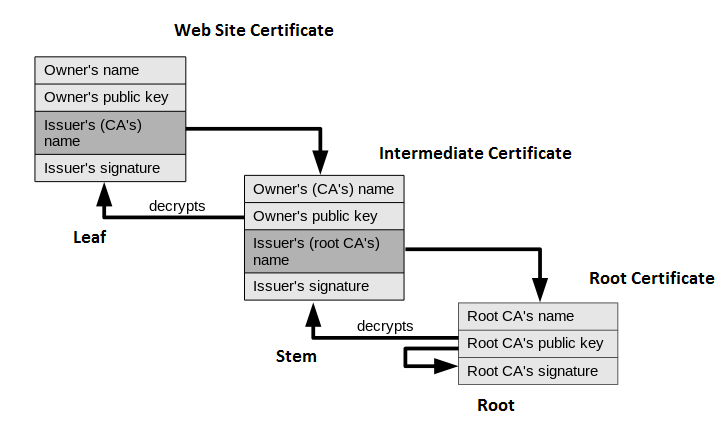 Web Site Certificate
Owner's name
Owner's public key
Issuer's (CA's)
name
Issuer's signature
decrypts
Leaf
Intermediate Certificate
Owner's (CA's) name
Owner's public key
Issuer's (root CA's)
name
Issuer's signature
decrypts
Stem
Root Certificate
Root CA's name
Root CA's public key
Root CA's signature
Root